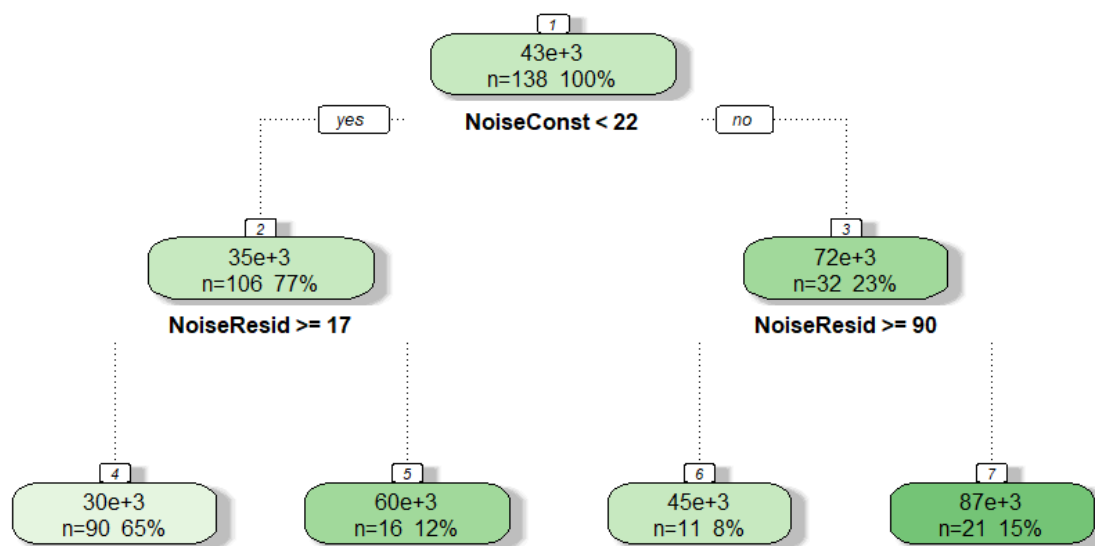 1
43e+3
n=138 100%
yes
NoiseConst < 22
no
2
35e+3
n=106 77%
NoiseResid >= 17
3
72e+3
n=32 23%
NoiseResid >= 90
4
30e+3
n=90 65%
5
60e+3
n=16 12%
6
45e+3
n=11 8%
7
87e+3
n=21 15%